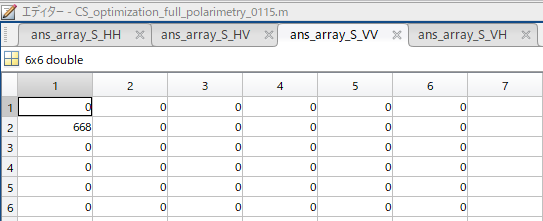 エディター - CS_optimization_full_polarimetry_0115.m
ans_array_S_HH ans_array_S_HV ans_array_S_VV ans_array_S_VH
6x6 double
1 2 3 4 5 6 7
1 0 0 0 0 0 0
2 668 0 0 0 0 0
3 0 0 0 0 0 0
4 0 0 0 0 0 0
5 0 0 0 0 0 0
6 0 0 0 0 0 0